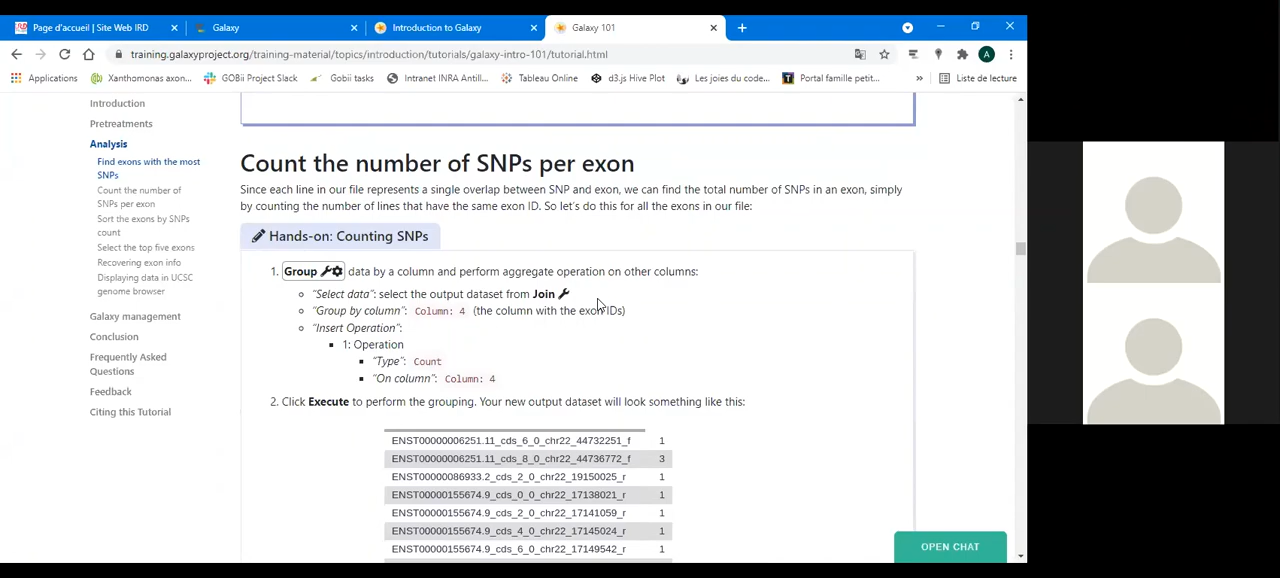 Page d'accueil | Site Web IRD
Galaxy
Introduction to Galaxy
Galaxy 101
training.galaxyproject.org/training-material/topics/introduction/tutorials/galaxy-intro-101/tutorial.html
A
Applications
Xanthomonas axon...
GOBii Project Slack
Gobii tasks
Intranet INRA Antill...
Tableau Online
d3.js Hive Plot
Les joies du code...
Portal famille petit...
»
Liste de lecture
Introduction
Pretreatments
Analysis
Find exons with the most
SNPs
Count the number of
SNPs per exon
Sort the exons by SNPs
count
Select the top five exons
Recovering exon info
Displaying data in UCSC
genome browser
Galaxy management
Conclusion
Frequently Asked
Questions
Feedback
Citing this Tutorial
Count the number of SNPs per exon
Since each line in our file represents a single overlap between SNP and exon, we can find the total number of SNPs in an exon, simply
by counting the number of lines that have the same exon ID. So let's do this for all the exons in our file:
Hands-on: Counting SNPs
1. Group data by a column and perform aggregate operation on other columns:
"Select data": select the output dataset from Join
"Group by column": Column: 4 (the column with the exon IDs)
"Insert Operation":
1: Operation
"Type": Count
"On column": Column: 4
2. Click Execute to perform the grouping. Your new output dataset will look something like this:
ENST00000006251.11_cds_6_0_chr22_44732251_f 1
ENST00000006251.11_cds_8_0_chr22_44736772_f 3
ENST00000086933.2_cds_2_0_chr22_19150025_r 1
ENST00000155674.9_cds_0_0_chr22_17138021_r 1
ENST00000155674.9_cds_2_0_chr22_17141059_r 1
ENST00000155674.9_cds_4_0_chr22_17145024_r 1
ENST00000155674.9_cds_6_0_chr22_17149542_r 1
OPEN CHAT